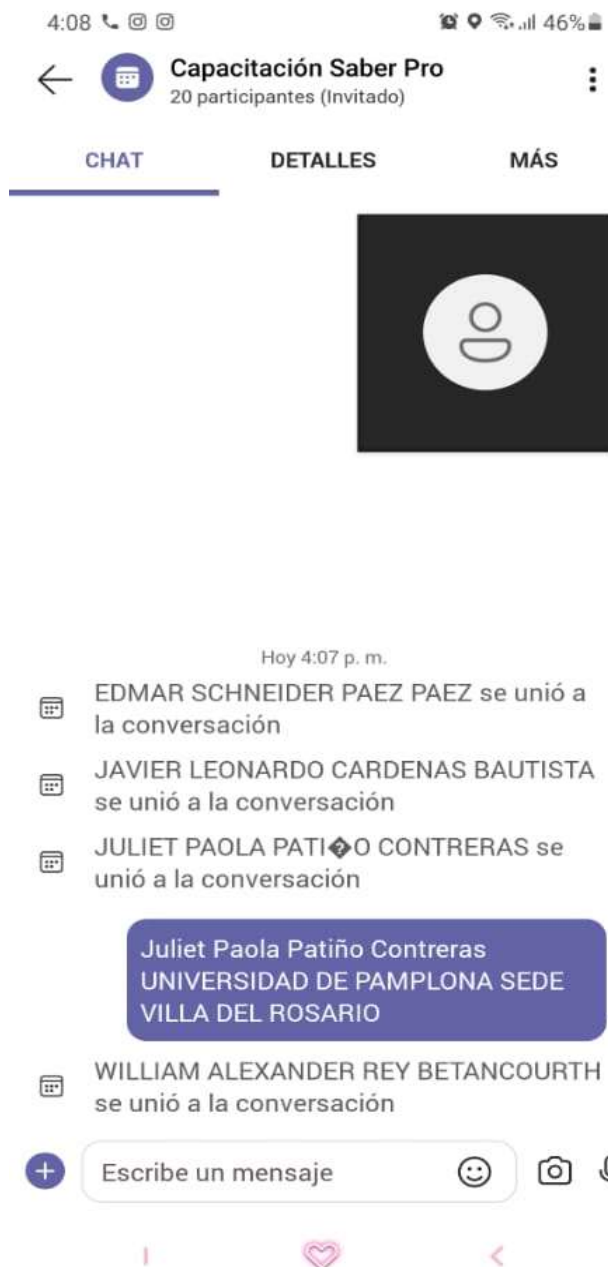 4:08 46%
Capacitación Saber Pro
20 participantes (Invitado)
CHAT DETALLES MÁS
Hoy 4:07 p. m.
EDMAR SCHNEIDER PAEZ PAEZ se unió a
la conversación
JAVIER LEONARDO CARDENAS BAUTISTA
se unió a la conversación
JULIET PAOLA PATI�O CONTRERAS se
unió a la conversación
Juliet Paola Patiño Contreras
UNIVERSIDAD DE PAMPLONA SEDE
VILLA DEL ROSARIO
WILLIAM ALEXANDER REY BETANCOURTH
se unió a la conversación
Escribe un mensaje